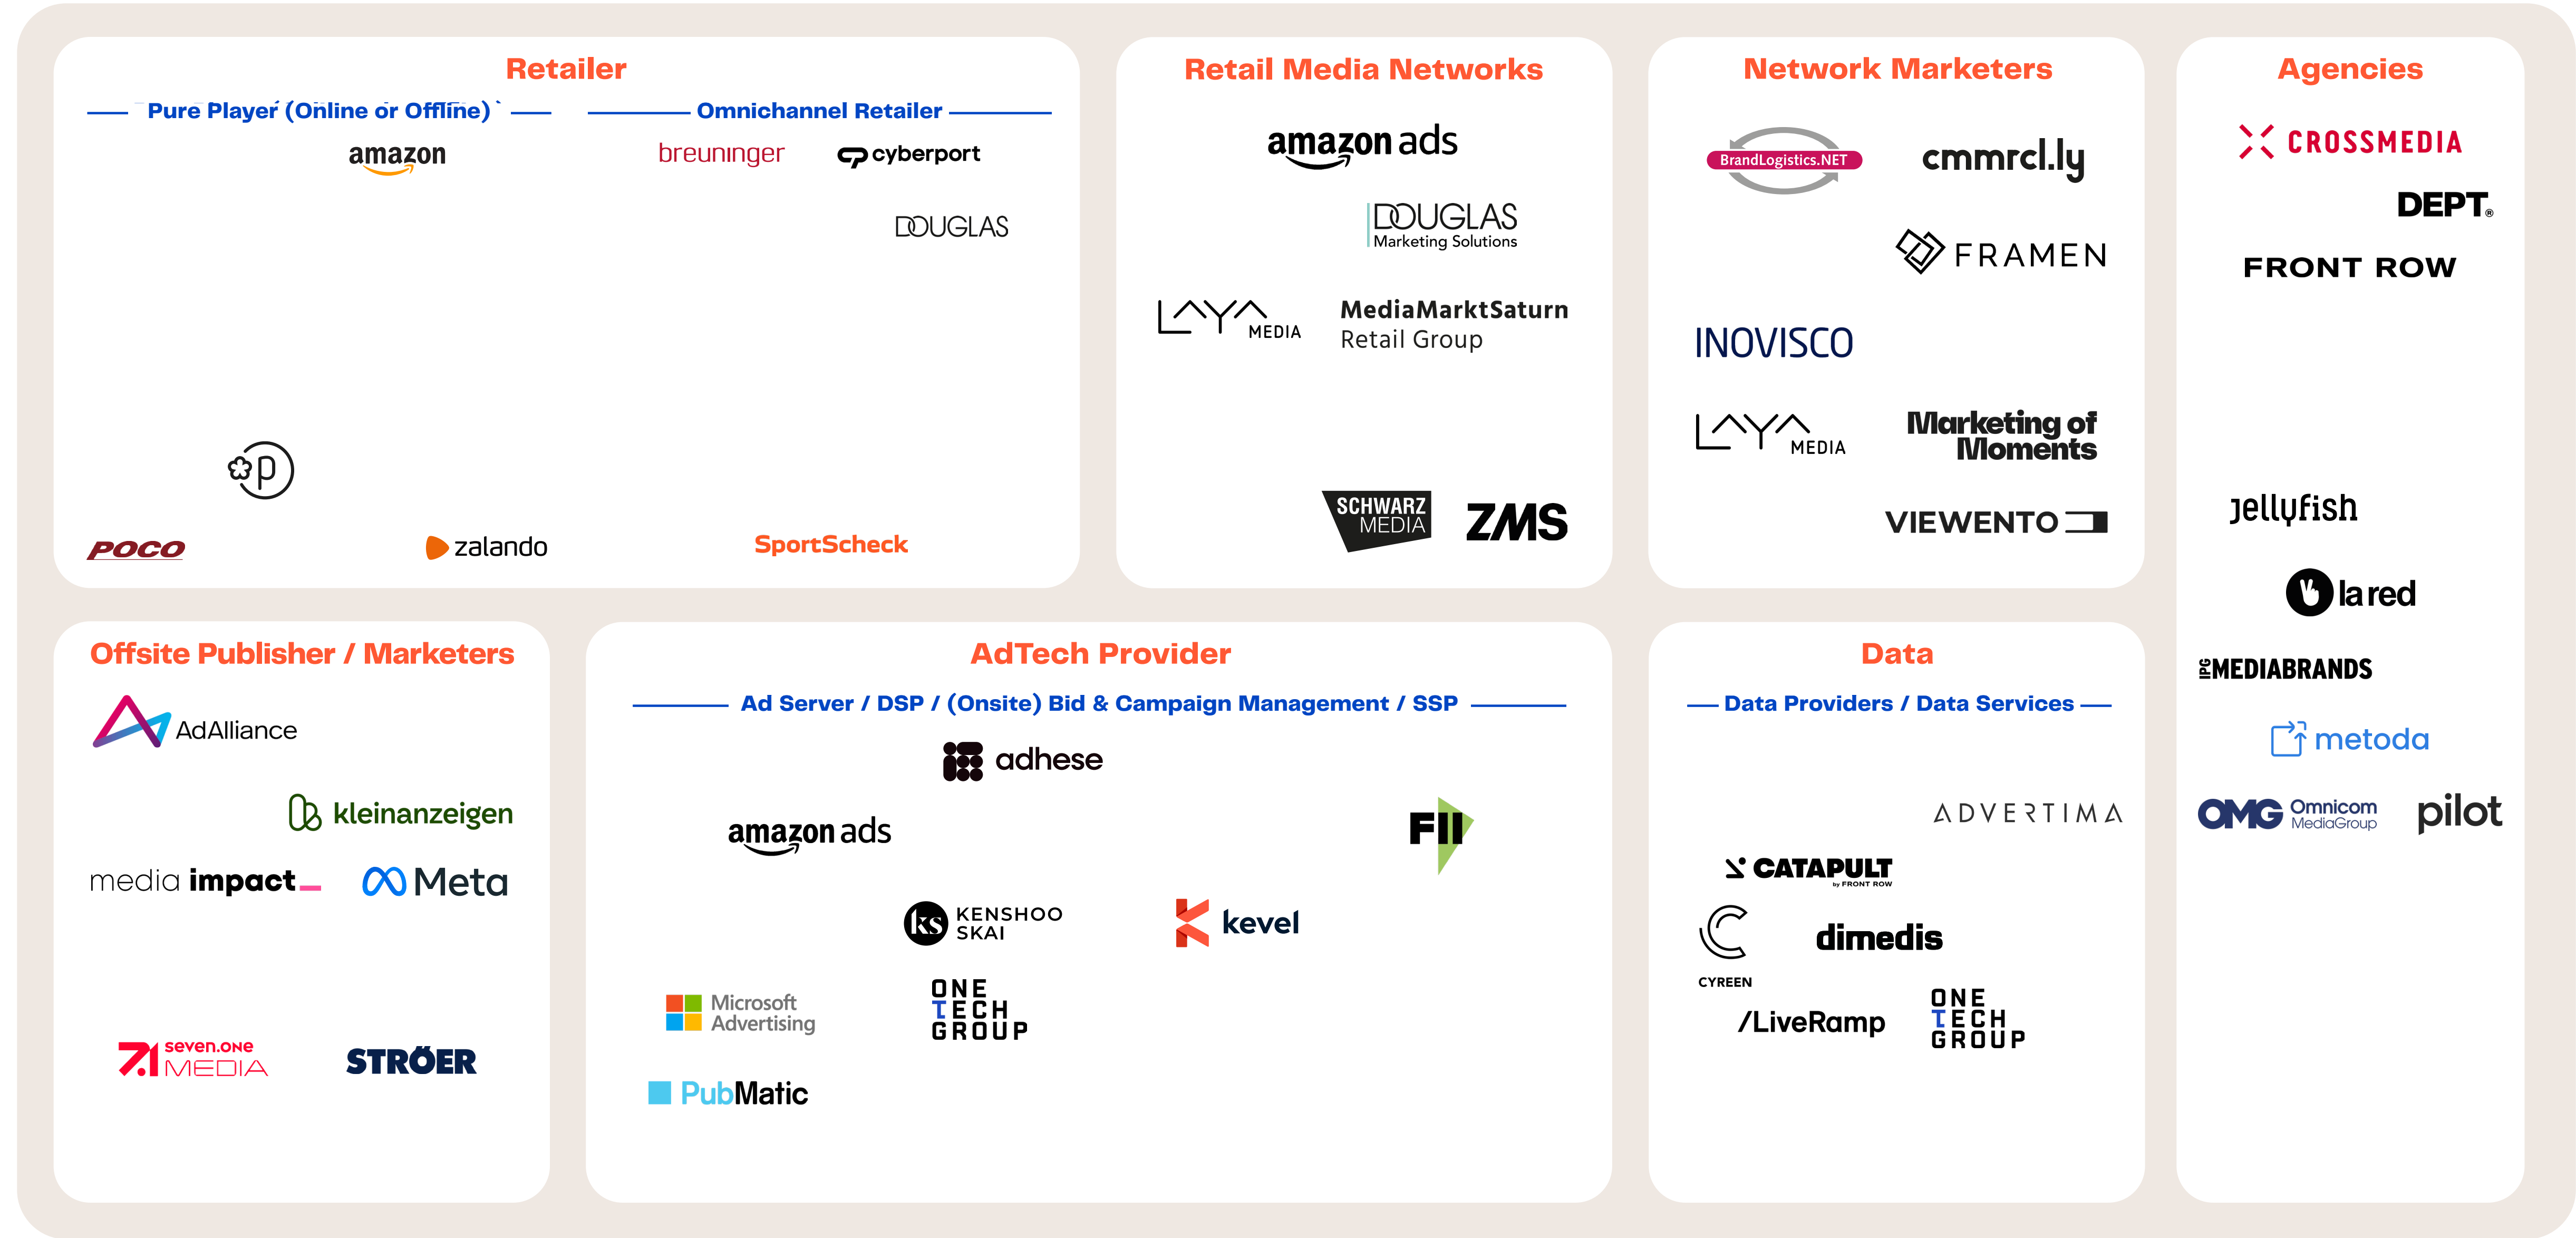 Retailer
Pure Player (Online or Offline)
amazon
p
POCO
zalando
Omnichannel Retailer
breuninger
cyberport
DOUGLAS
SportScheck
Retail Media Networks
amazon ads
DOUGLAS
Marketing Solutions
LAYA MEDIA
MediaMarktSaturn
Retail Group
SCHWARZ
MEDIA
ZMS
Network Marketers
BrandLogistics.NET
cmmrcl.ly
FRAMEN
INOVISCO
LAYA MEDIA
Marketing of
Moments
VIEWENTO
Agencies
CROSSMEDIA
DEPT®
FRONT ROW
jellyfish
la red
IPG MEDIABRANDS
metoda
OMG Omnicom
MediaGroup
pilot
Offsite Publisher / Marketers
AdAlliance
kleinanzeigen
media impact_
Meta
seven.one
MEDIA
STRÖER
AdTech Provider
Ad Server / DSP / (Onsite) Bid & Campaign Management / SSP
adhese
amazon ads
FII
ks KENSHOO
SKAI
kevel
Microsoft
Advertising
ONE
TECH
GROUP
PubMatic
Data
Data Providers / Data Services
ADVERTIMA
CATAPULT
by FRONT ROW
CYREEN
dimedis
/LiveRamp
ONE
TECH
GROUP